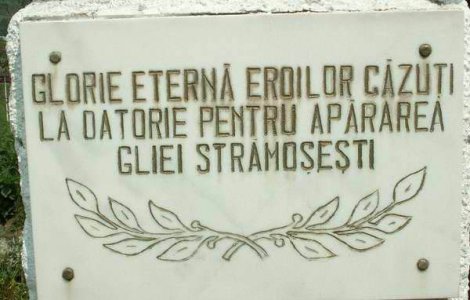 GLORIE ETERNĂ EROILOR CĂZUȚI
LA DATORIE PENTRU APĂRAREA
GLIEI STRĂMOȘEȘTI